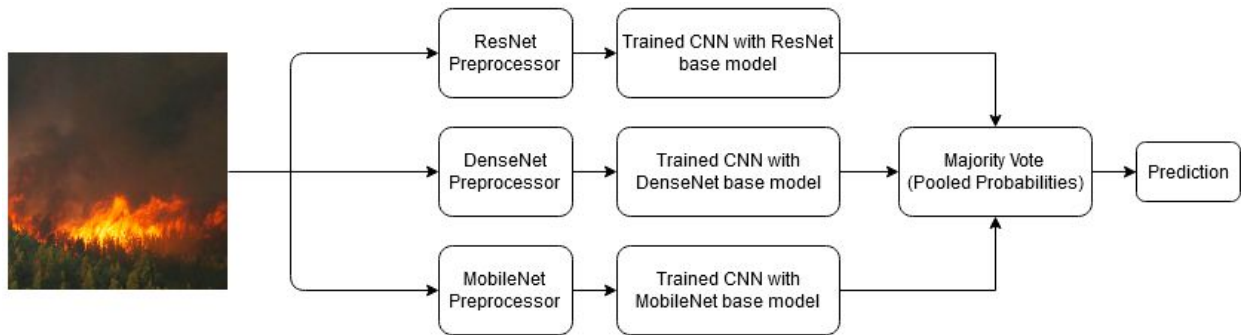 ResNet
Preprocessor
Trained CNN with ResNet
base model
DenseNet
Preprocessor
Trained CNN with
DenseNet base model
Majority Vote
(Pooled Probabilities)
Prediction
MobileNet
Preprocessor
Trained CNN with
MobileNet base model